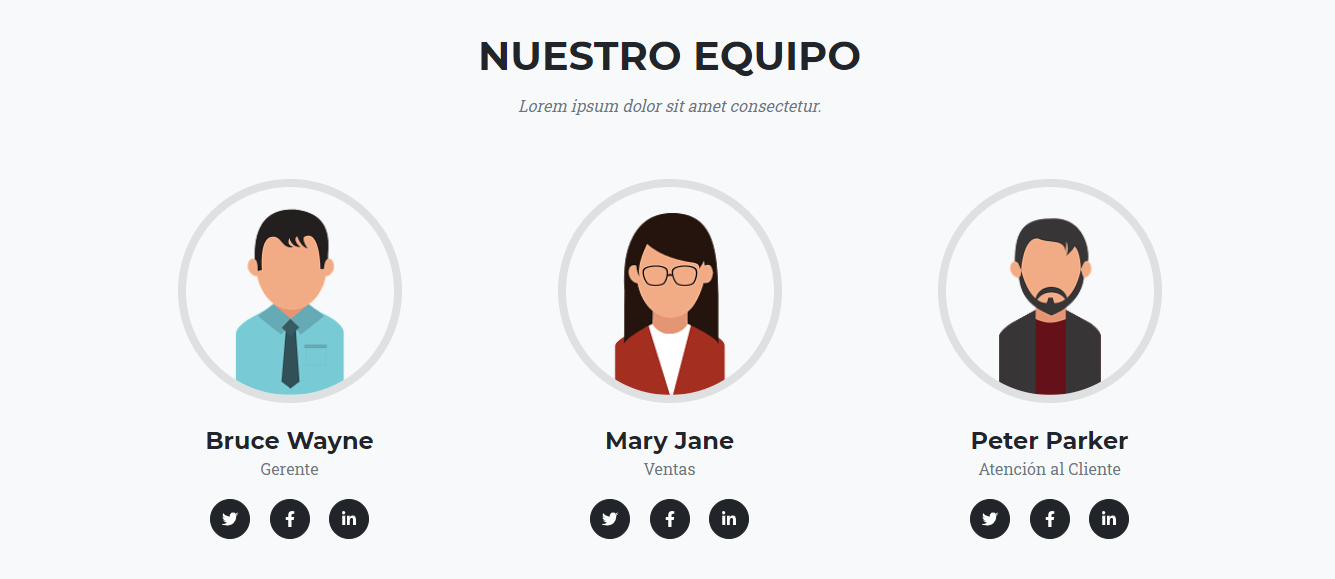 NUESTRO EQUIPO
Lorem ipsum dolor sit amet consectetur.
Bruce Wayne
Gerente
Mary Jane
Ventas
Peter Parker
Atención al Cliente